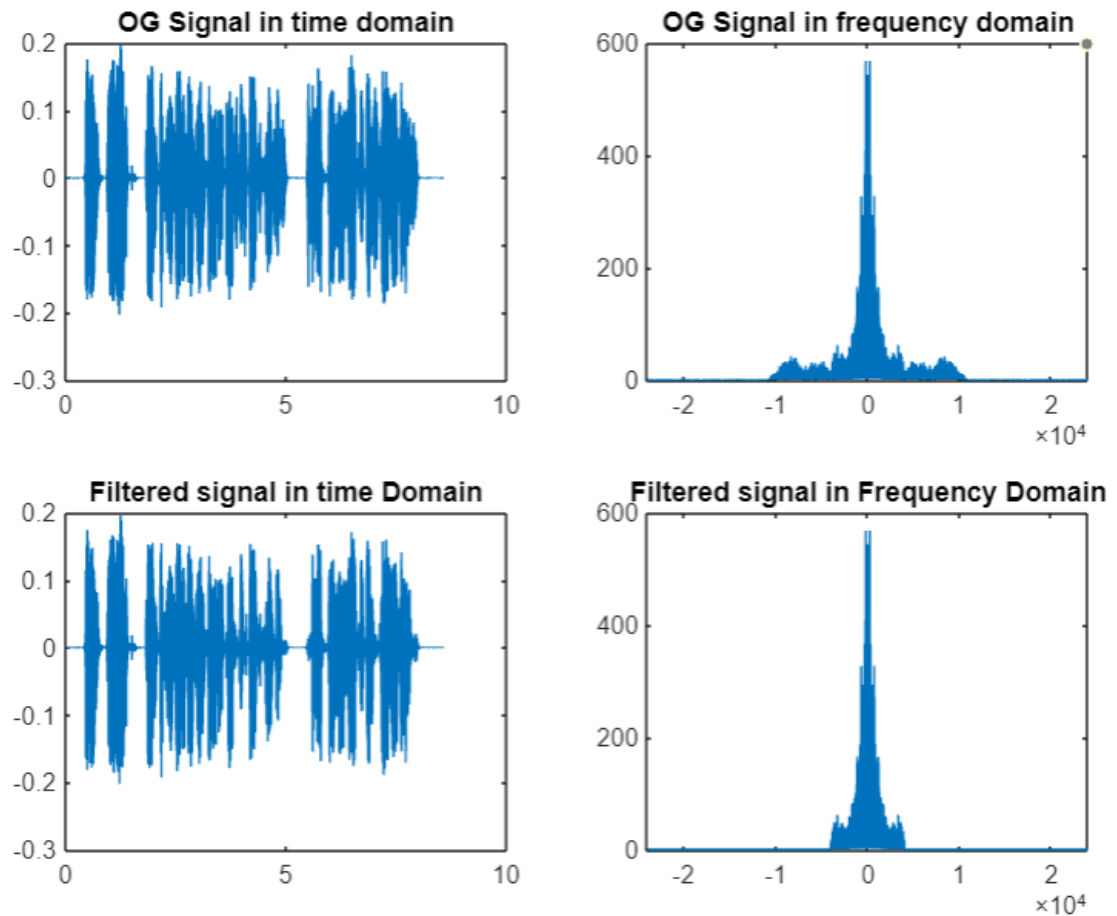 OG Signal in time domain
0.2
0.1
0
-0.1
-0.2
-0.3
0 5 10
OG Signal in frequency domain
600
400
200
0
-2 -1 0 1 2
×10⁴
Filtered signal in time Domain
0.2
0.1
0
-0.1
-0.2
-0.3
0 5 10
Filtered signal in Frequency Domain
600
400
200
0
-2 -1 0 1 2
×10⁴